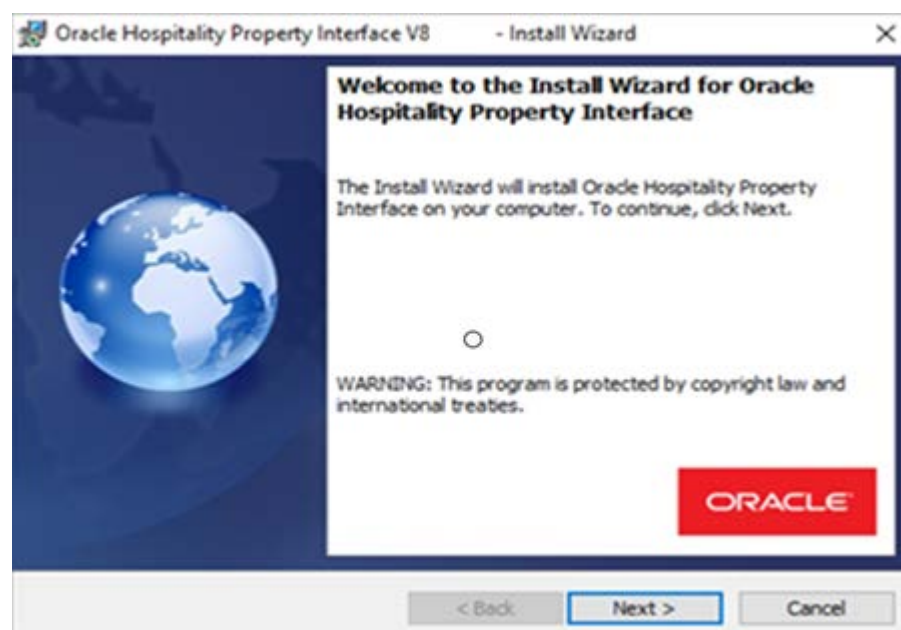 Oracle Hospitality Property Interface V8 - Install Wizard
Welcome to the Install Wizard for Oracle
Hospitality Property Interface
The Install Wizard will install Oracle Hospitality Property
Interface on your computer. To continue, click Next.
WARNING: This program is protected by copyright law and
international treaties.
ORACLE
< Back Next > Cancel